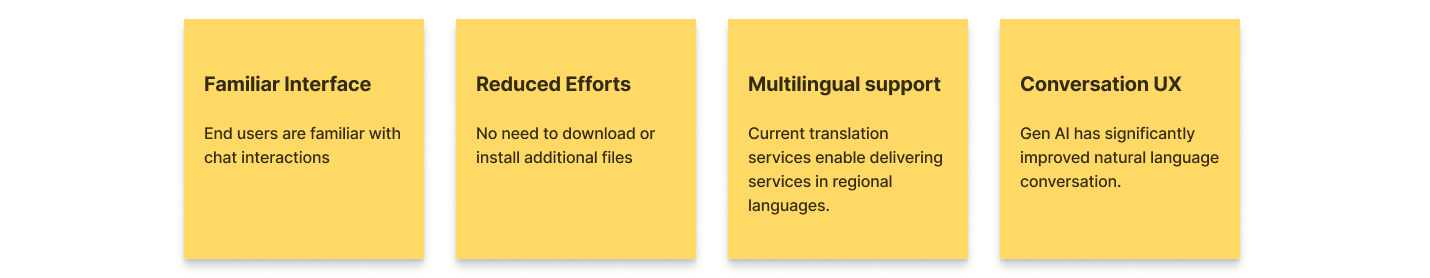 Familiar Interface
End users are familiar with
chat interactions
Reduced Efforts
No need to download or
install additional files
Multilingual support
Current translation
services enable delivering
services in regional
languages.
Conversation UX
Gen AI has significantly
improved natural language
conversation.